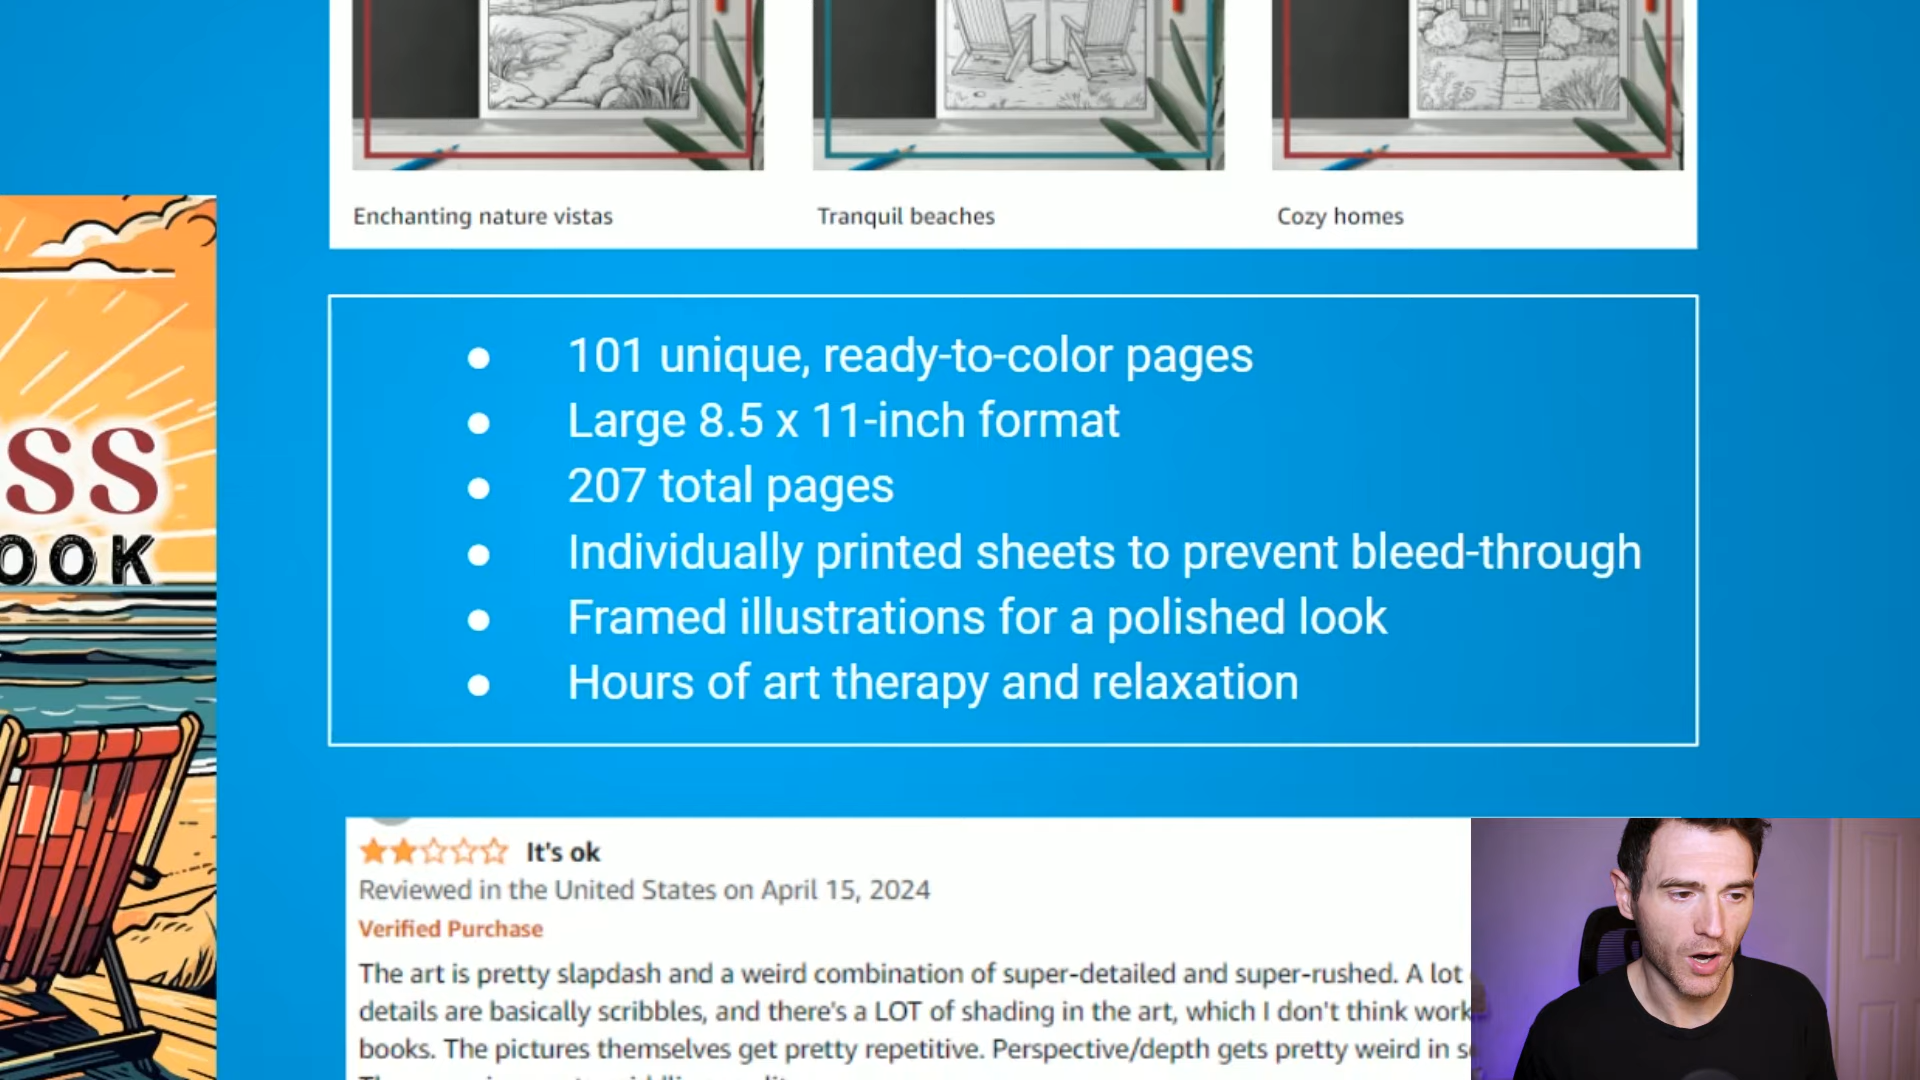 Enchanting nature vistas
Tranquil beaches
Cozy homes
SS
OOK
101 unique, ready-to-color pages
Large 8.5 x 11-inch format
207 total pages
Individually printed sheets to prevent bleed-through
Framed illustrations for a polished look
Hours of art therapy and relaxation
It's ok
Reviewed in the United States on April 15, 2024
Verified Purchase
The art is pretty slapdash and a weird combination of super-detailed and super-rushed. A lot
details are basically scribbles, and there's a LOT of shading in the art, which I don't think work
books. The pictures themselves get pretty repetitive. Perspective/depth gets pretty weird in